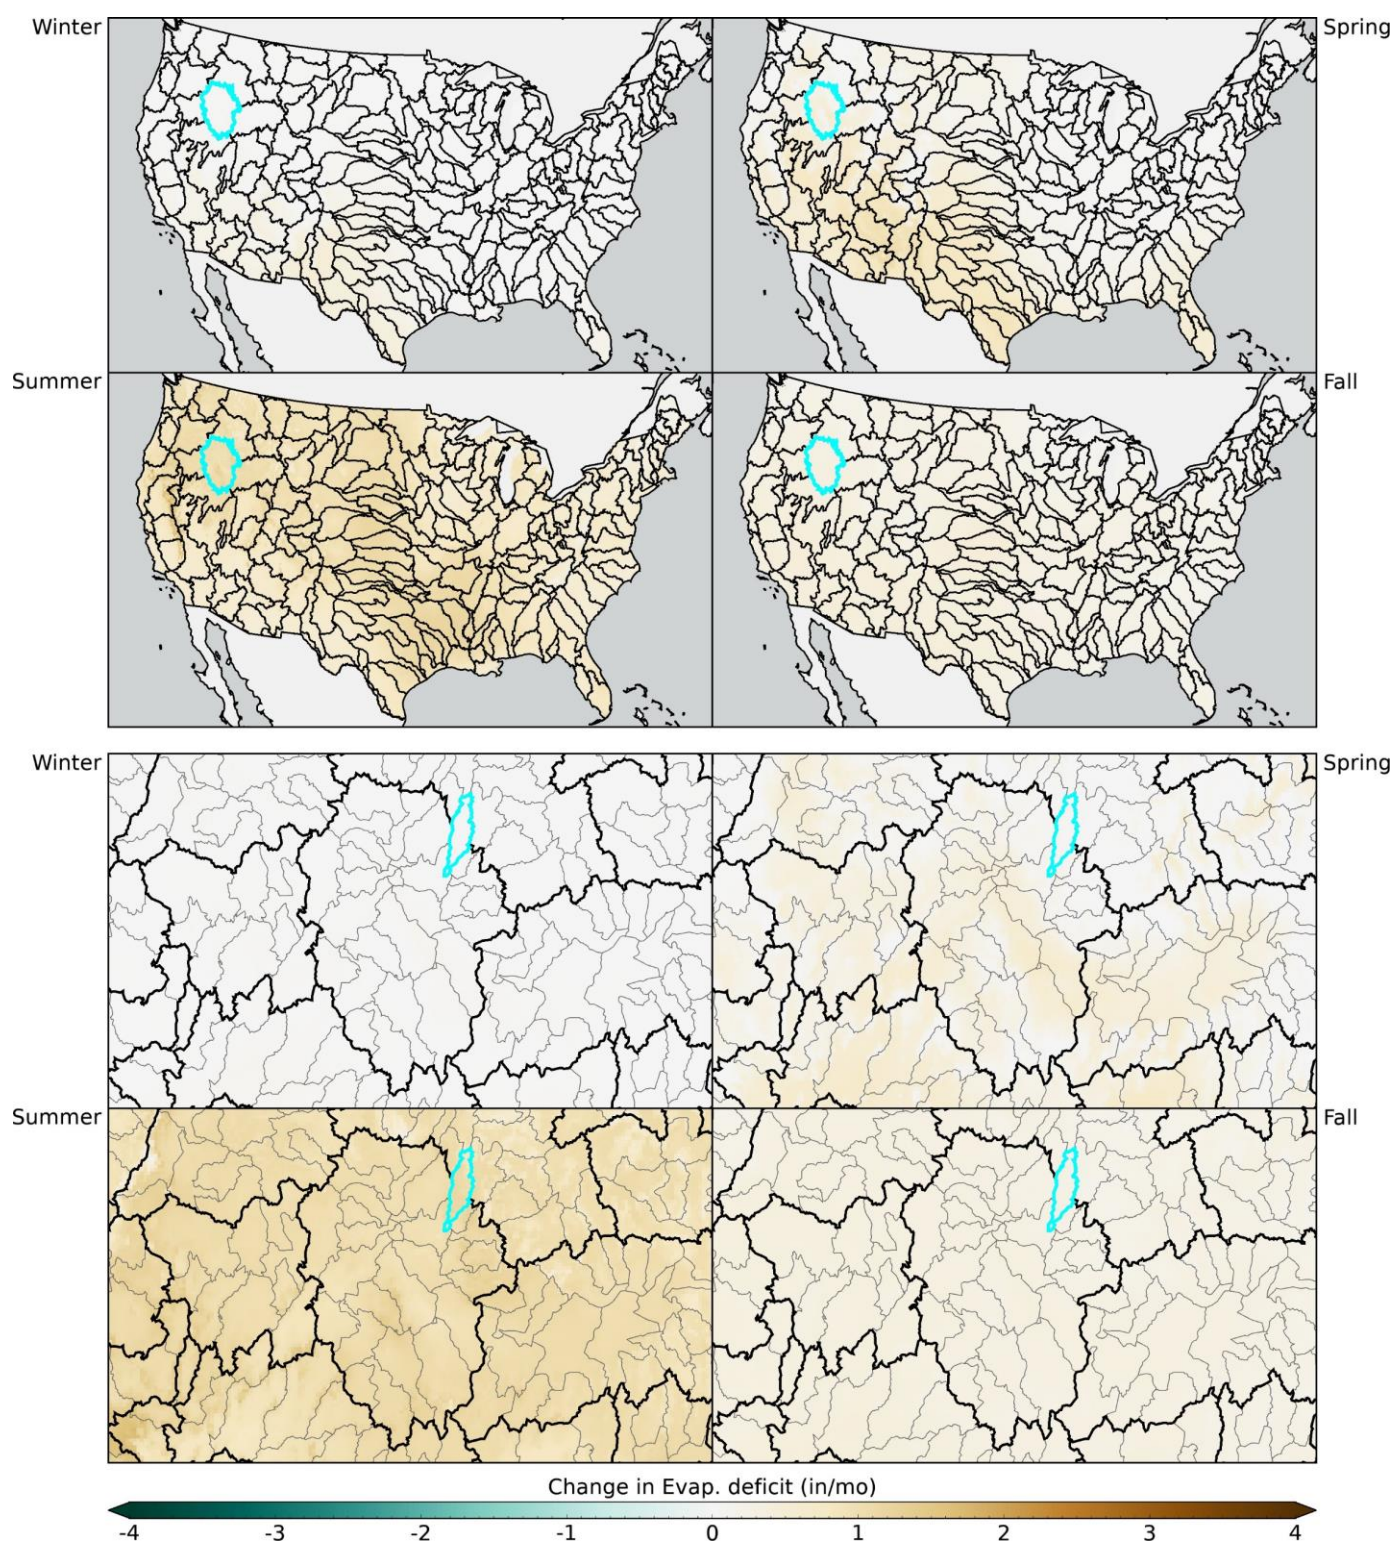 Winter
Spring
Summer
Fall
Winter
Spring
Summer
Fall
Change in Evap. deficit (in/mo)
-4 -3 -2 -1 0 1 2 3 4